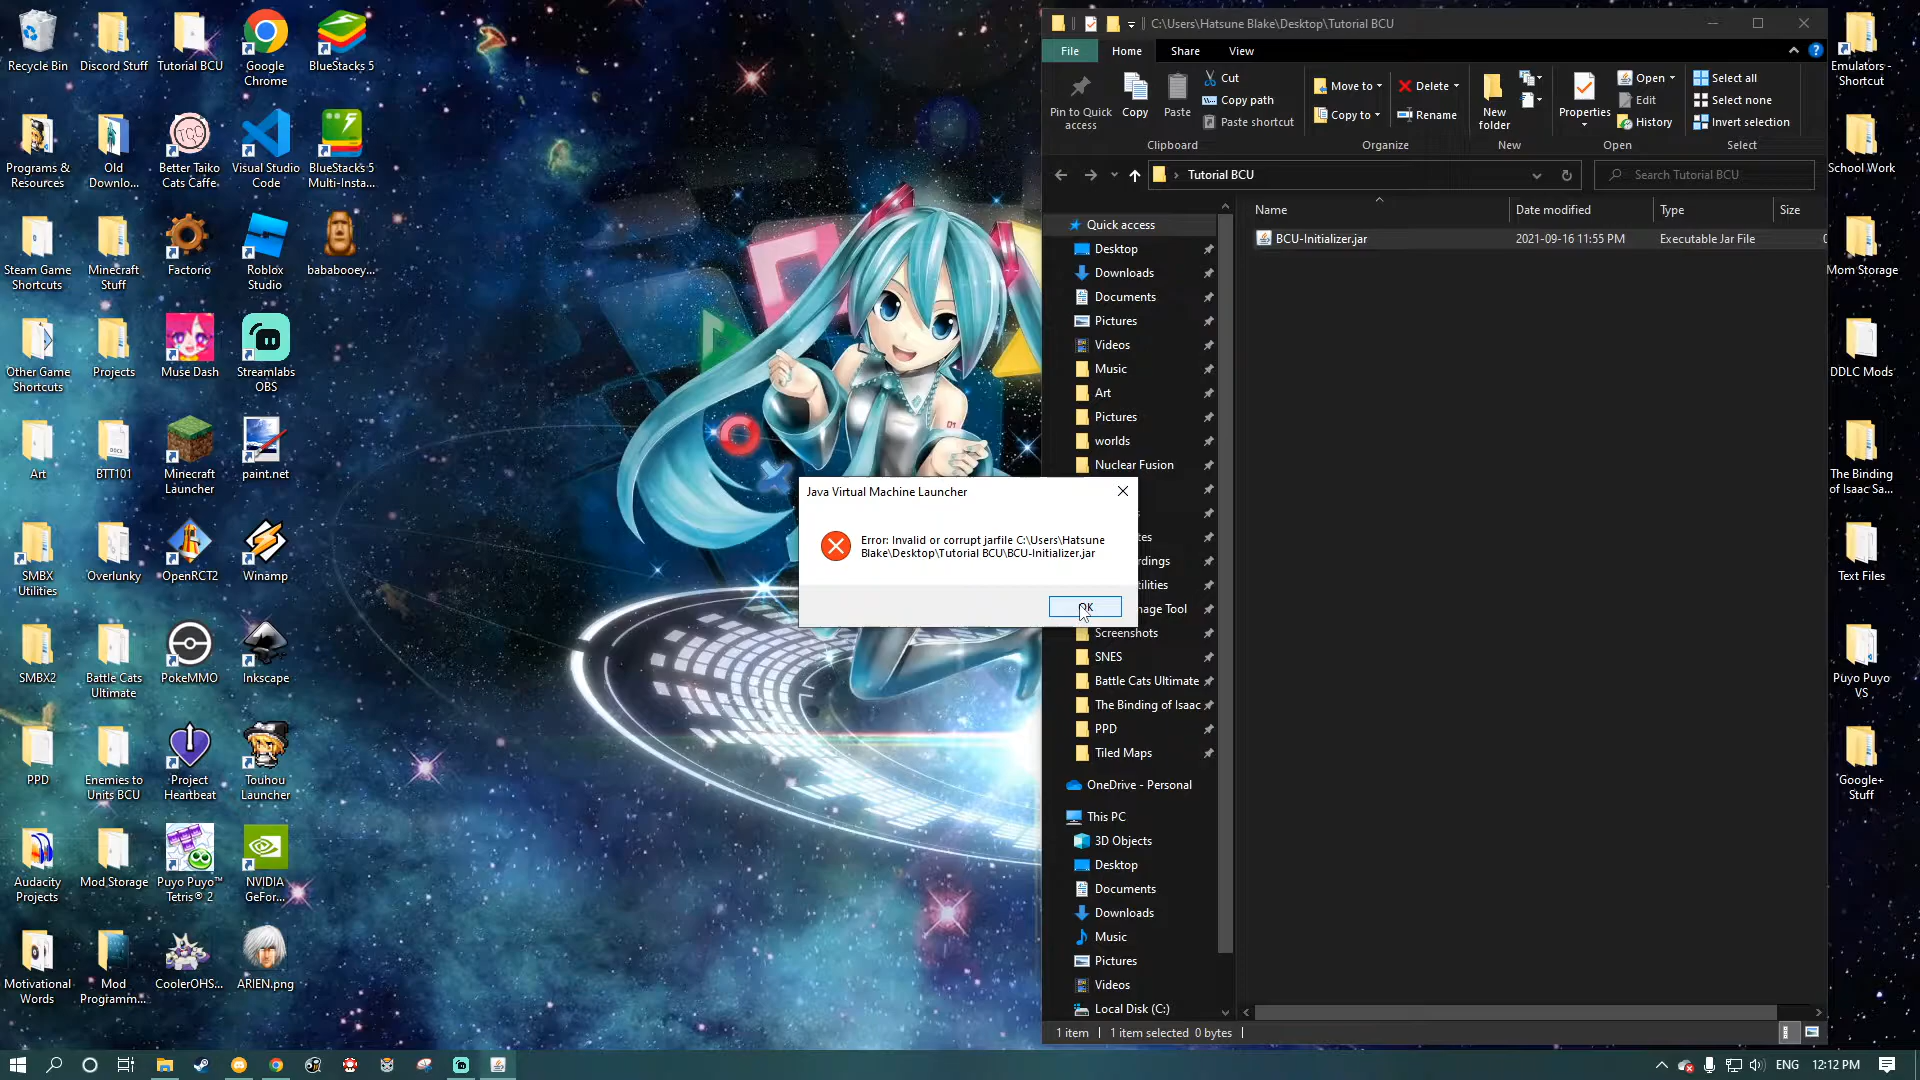 Recycle Bin
Discord Stuff
Tutorial BCU
Google
Chrome
BlueStacks 5
Programs &
Resources
Old
Downlo...
Better Taiko
Cats Caffe
Visual Studio
Code
BlueStacks 5
Multi-Insta...
Steam Game
Shortcuts
Minecraft
Stuff
Factorio
Roblox
Studio
bababooey...
Other Game
Shortcuts
Projects
Muse Dash
Streamlabs
OBS
Art
BTT101
Minecraft
Launcher
paint.net
SMBX
Utilities
Overlunky
OpenRCT2
Winamp
SMBX2
Battle Cats
Ultimate
PokeMMO
Inkscape
PPD
Enemies to
Units BCU
Project
Heartbeat
Touhou
Launcher
Audacity
Projects
Mod Storage
Puyo Puyo™
Tetris® 2
NVIDIA
GeFor...
Motivational
Words
Mod
Programm...
CoolerOHS...
ARIEN.png
C:\Users\Hatsune Blake\Desktop\Tutorial BCU
File
Home
Share
View
Pin to Quick
access
Copy
Paste
Cut
Copy path
Paste shortcut
Clipboard
Move to
Copy to
Delete
Rename
Organize
New
folder
New
Properties
Open
Edit
History
Open
Select all
Select none
Invert selection
Select
Tutorial BCU
Search Tutorial BCU
Name
Date modified
Type
Size
BCU-Initializer.jar
2021-09-16 11:55 PM
Executable Jar File
Quick access
Desktop
Downloads
Documents
Pictures
Videos
Music
Art
Pictures
worlds
Nuclear Fusion
Screenshots
SNES
Battle Cats Ultimate
The Binding of Isaac
PPD
Tiled Maps
OneDrive - Personal
This PC
3D Objects
Desktop
Documents
Downloads
Music
Pictures
Videos
Local Disk (C:)
1 item
1 item selected 0 bytes
Java Virtual Machine Launcher
Error: Invalid or corrupt jarfile C:\Users\Hatsune
Blake\Desktop\Tutorial BCU\BCU-Initializer.jar
OK
Emulators -
Shortcut
School Work
Mom Storage
DDLC Mods
The Binding
of Isaac Sa...
Text Files
Puyo Puyo
VS
Google+
Stuff
ENG
12:12 PM